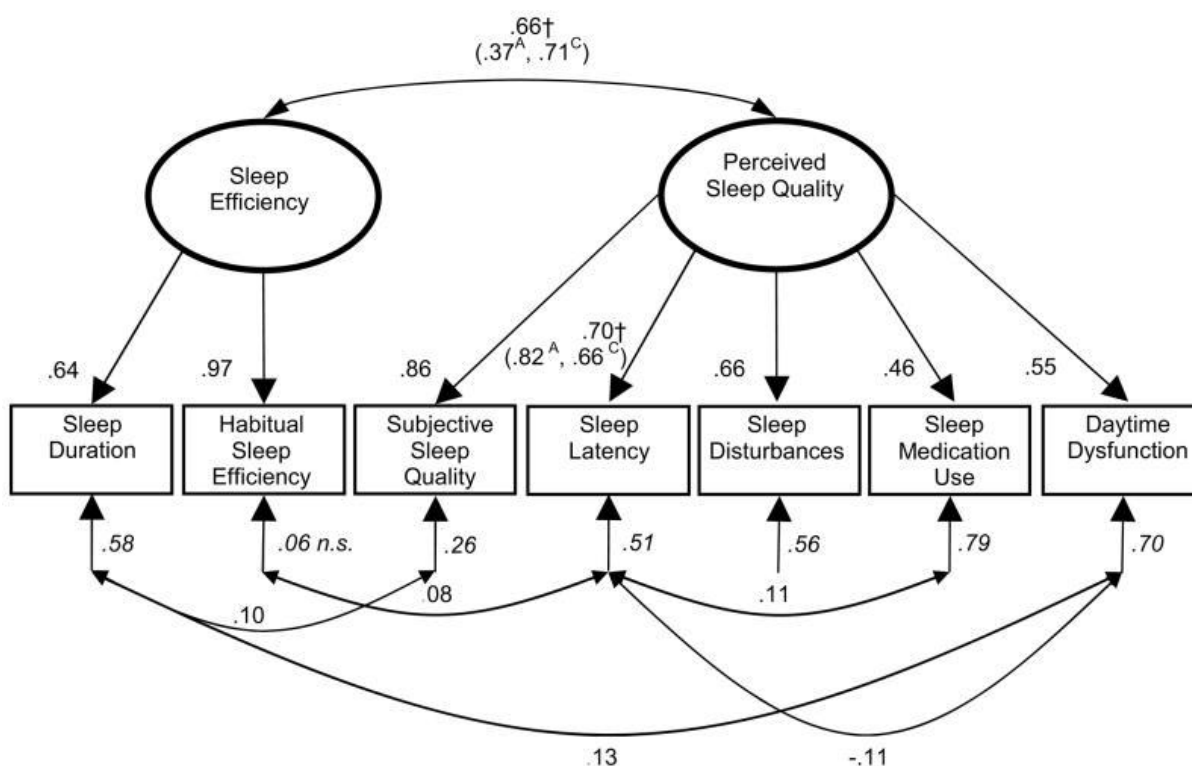 .66†
(.37ᴬ, .71ꟲ)
Sleep
Efficiency
Perceived
Sleep Quality
.64
.97
.86
.70†
(.82 ᴬ, .66 ꟲ)
.66
.46
.55
Sleep
Duration
Habitual
Sleep
Efficiency
Subjective
Sleep
Quality
Sleep
Latency
Sleep
Disturbances
Sleep
Medication
Use
Daytime
Dysfunction
.58
.06 n.s.
.26
.51
.56
.79
.70
.10
.08
.11
.13
-.11